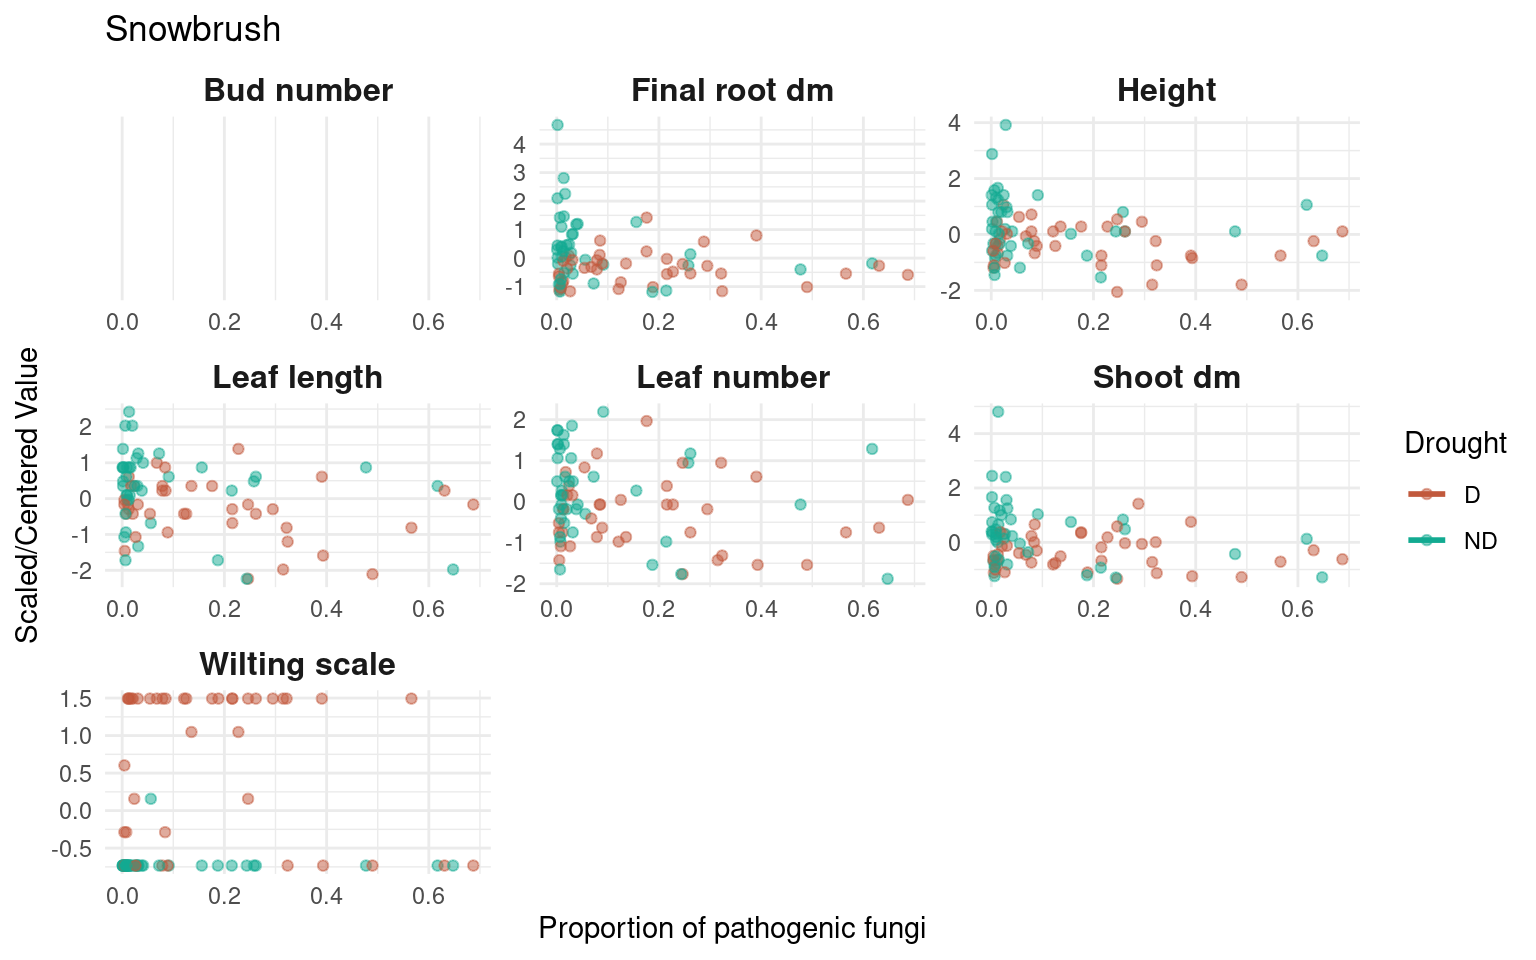 Snowbrush
Bud number
Final root dm
Height
0.0 0.2 0.4 0.6
4
3
2
1
0
-1
0.0 0.2 0.4 0.6
4
2
0
-2
0.0 0.2 0.4 0.6
Leaf length
Leaf number
Shoot dm
2
1
0
-1
-2
0.0 0.2 0.4 0.6
2
1
0
-1
-2
0.0 0.2 0.4 0.6
4
2
0
0.0 0.2 0.4 0.6
Wilting scale
1.5
1.0
0.5
0.0
-0.5
0.0 0.2 0.4 0.6
Scaled/Centered Value
Proportion of pathogenic fungi
Drought
D
ND